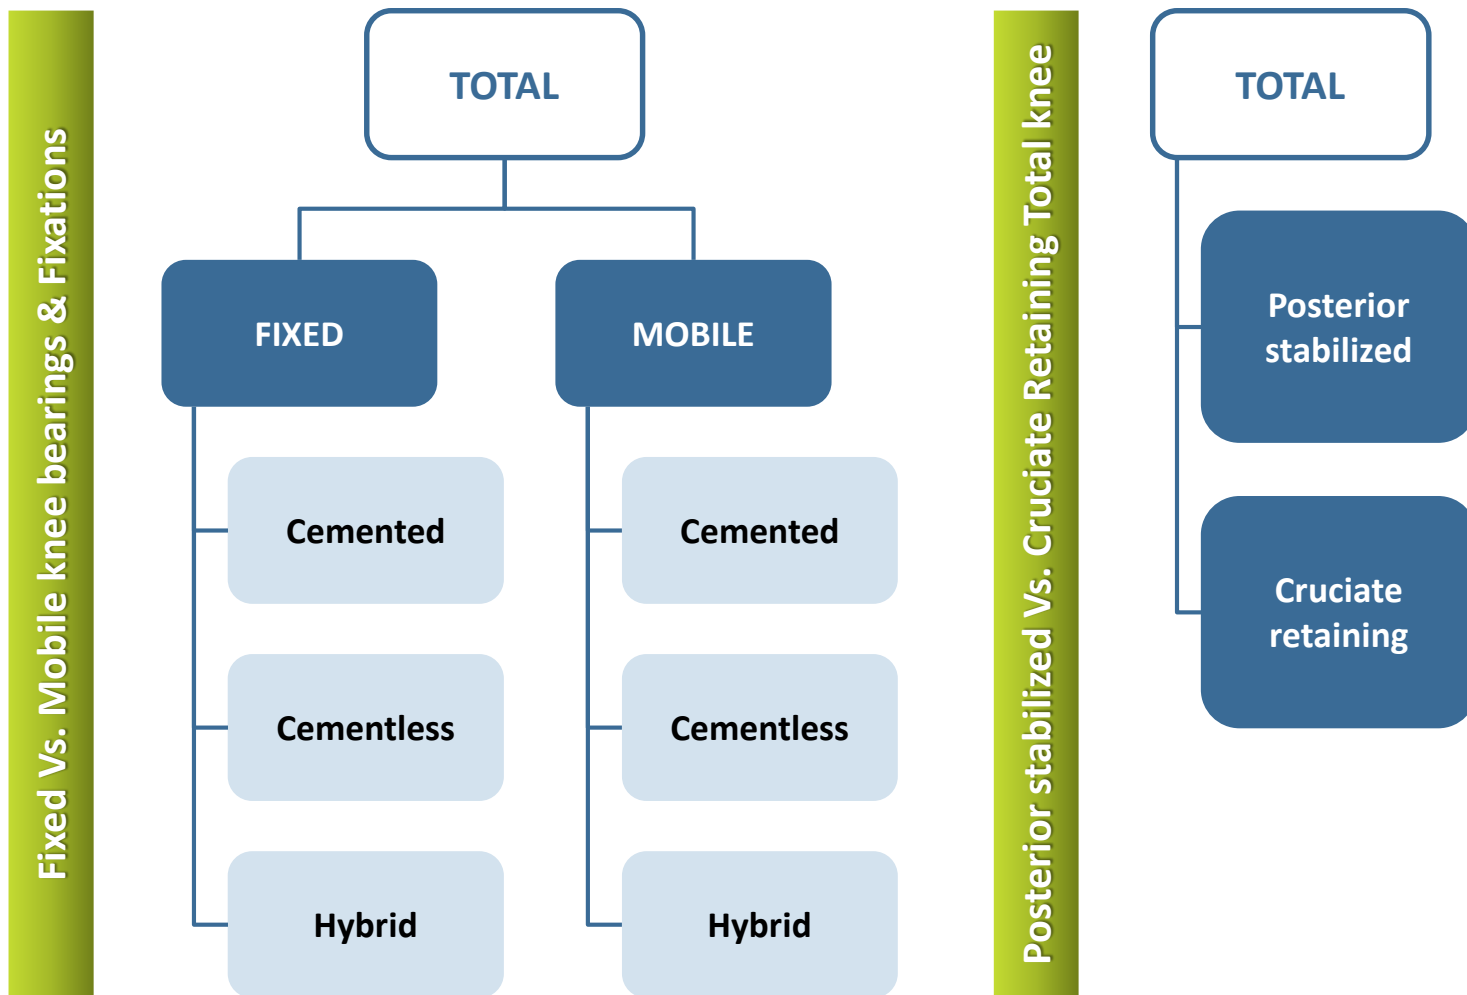 Fixed Vs. Mobile knee bearings & Fixations
TOTAL
FIXED
MOBILE
Cemented
Cemented
Cementless
Cementless
Hybrid
Hybrid
Posterior stabilized Vs. Cruciate Retaining Total knee
TOTAL
Posterior
stabilized
Cruciate
retaining